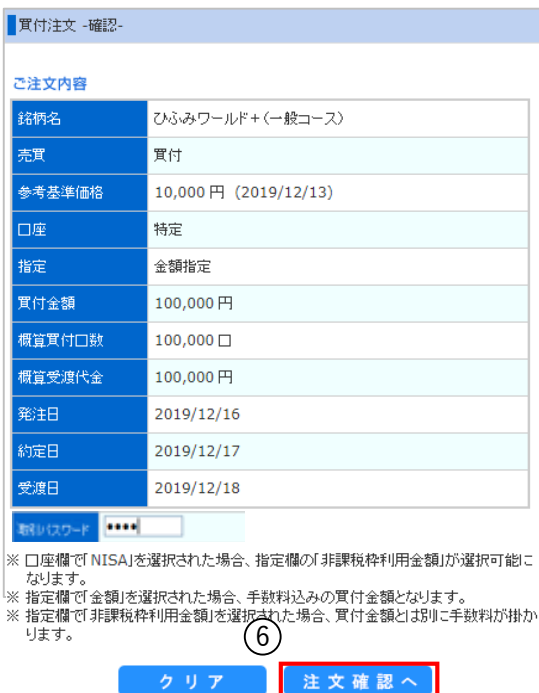 買付注文 -確認-
ご注文内容
銘柄名 ひふみワールド+(一般コース)
売買 買付
参考基準価格 10,000 円 (2019/12/13)
口座 特定
指定 金額指定
買付金額 100,000 円
概算買付口数 100,000 口
概算受渡代金 100,000 円
発注日 2019/12/16
約定日 2019/12/17
受渡日 2019/12/18
取引パスワード ••••
※ 口座欄で「NISA」を選択された場合、指定欄の「非課税枠利用金額」が選択可能に
なります。
※ 指定欄で「金額」を選択された場合、手数料込みの買付金額となります。
※ 指定欄で「非課税枠利用金額」を選択された場合、買付金額とは別に手数料が掛か
ります。
⑥
クリア 注文確認へ